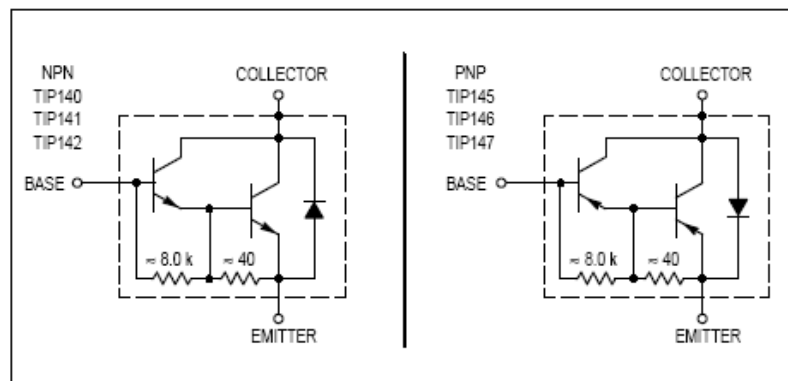 NPN
TIP140
TIP141
TIP142
COLLECTOR
BASE
≈ 8.0 k
≈ 40
EMITTER
PNP
TIP145
TIP146
TIP147
COLLECTOR
BASE
≈ 8.0 k
≈ 40
EMITTER